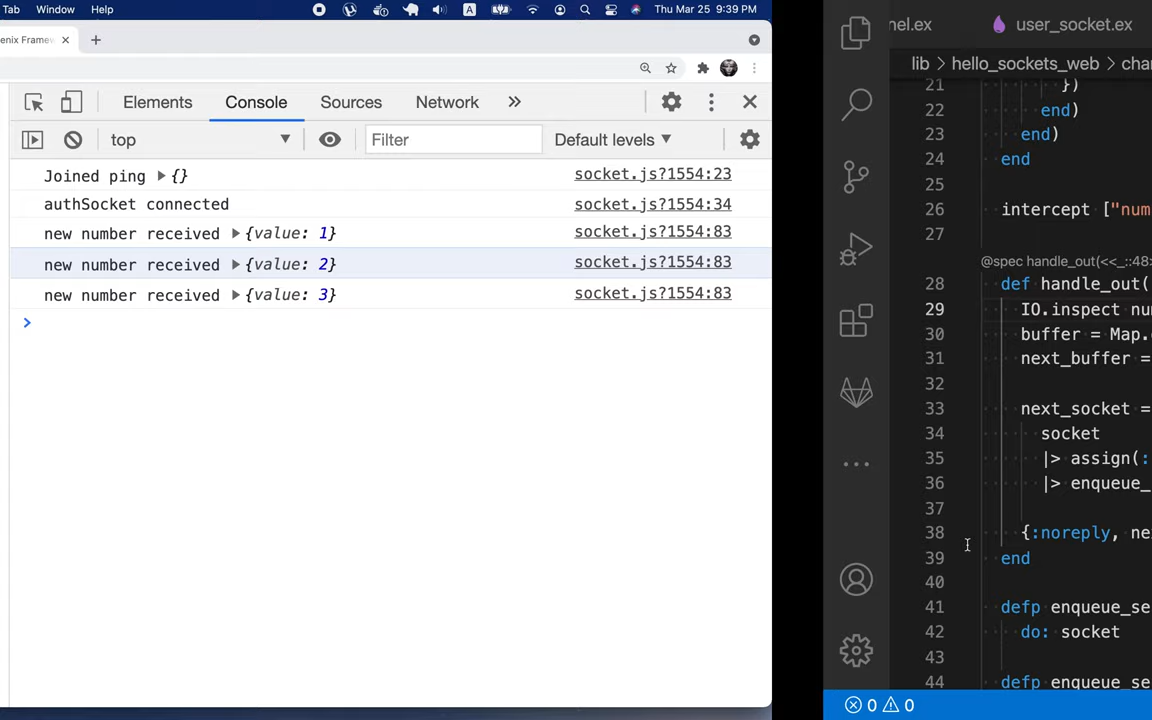 Tab Window Help A Thu Mar 25 9:39 PM
enix Framew
Elements Console Sources Network
top Filter Default levels
Joined ping {} socket.js?1554:23
authSocket connected socket.js?1554:34
new number received {value: 1} socket.js?1554:83
new number received {value: 2} socket.js?1554:83
new number received {value: 3} socket.js?1554:83
nel.ex user_socket.ex
lib > hello_sockets_web > cha
21 })
22 end)
23 end)
24 end
25
26 intercept ["num
27
@spec handle_out(<<_::48>
28 def handle_out(
29 IO.inspect nu
30 buffer = Map.
31 next_buffer =
32
33 next_socket =
34 socket
35 |> assign(:
36 |> enqueue_
37
38 {:noreply, ne
39 end
40
41 defp enqueue_se
42 do: socket
43
44 defp enqueue_se
0 0